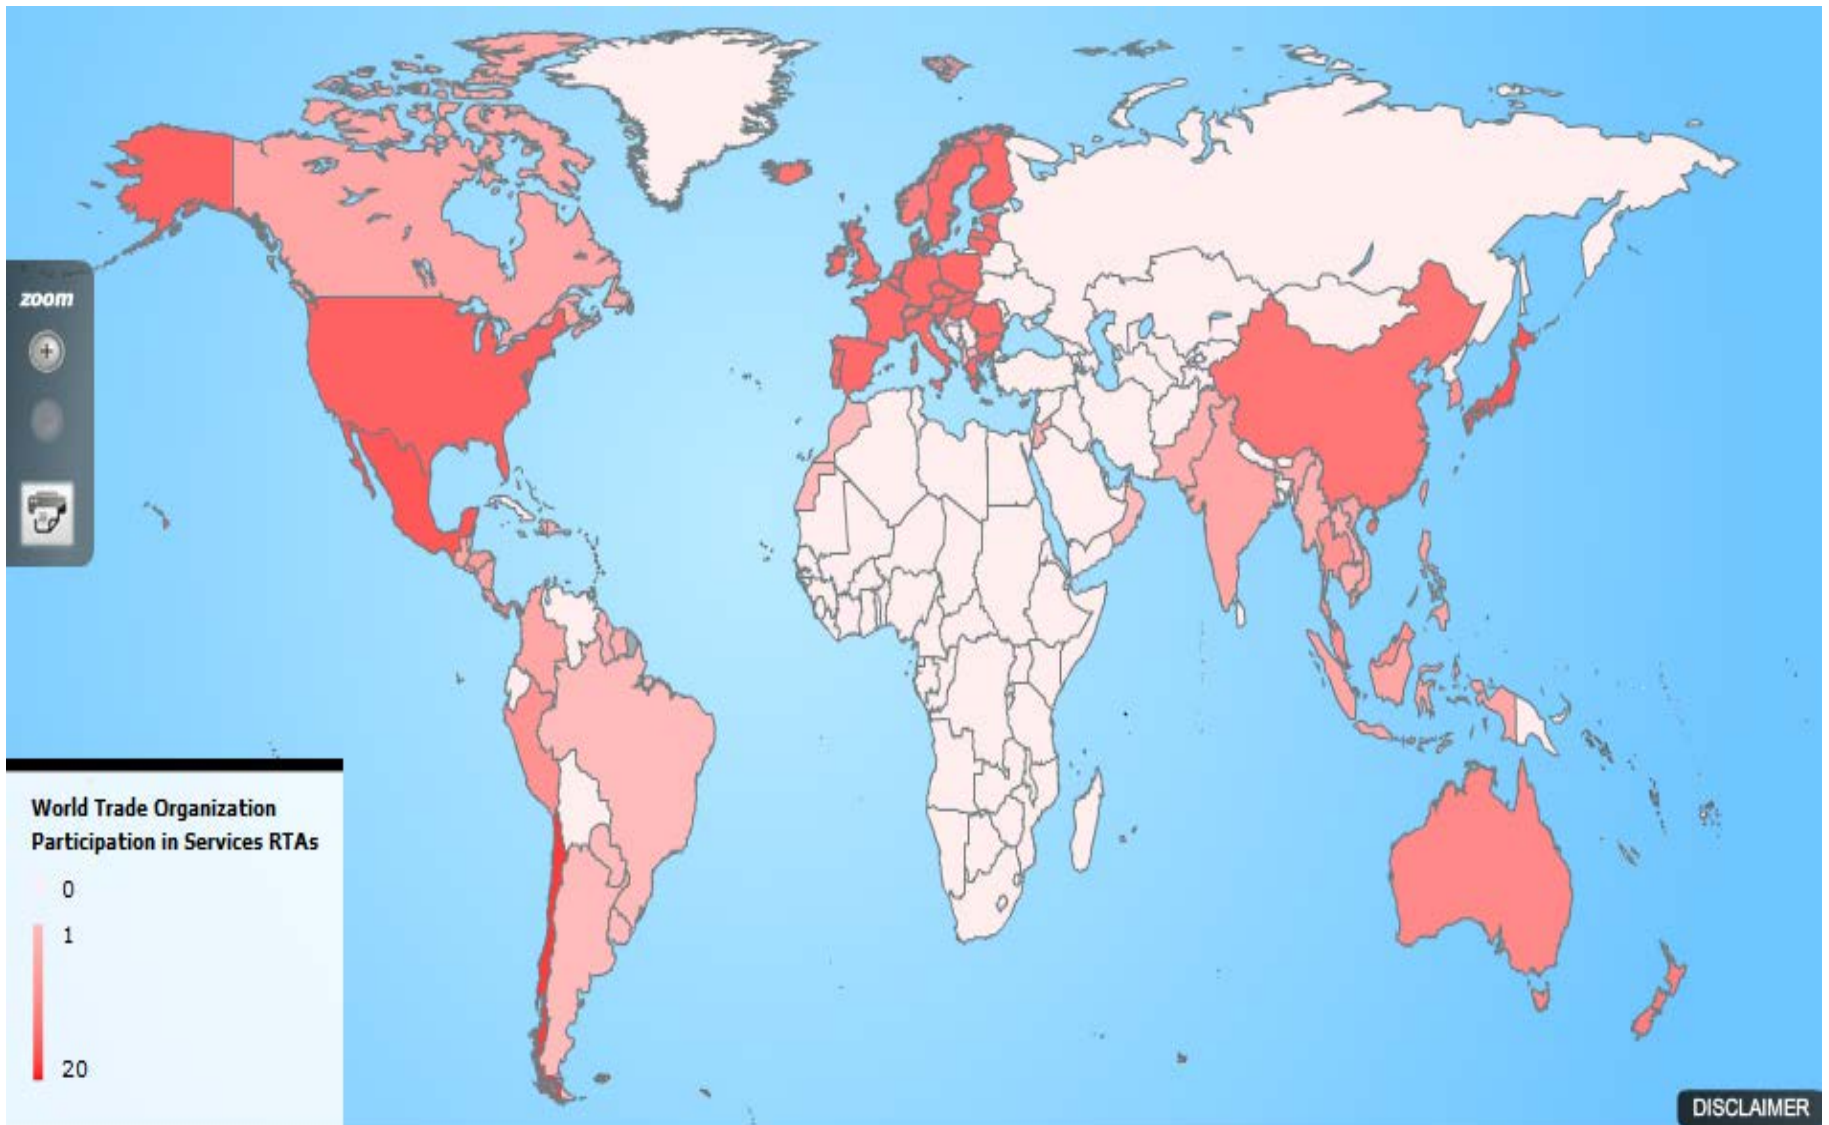 zoom
World Trade Organization
Participation in Services RTAs
0
1
20
DISCLAIMER